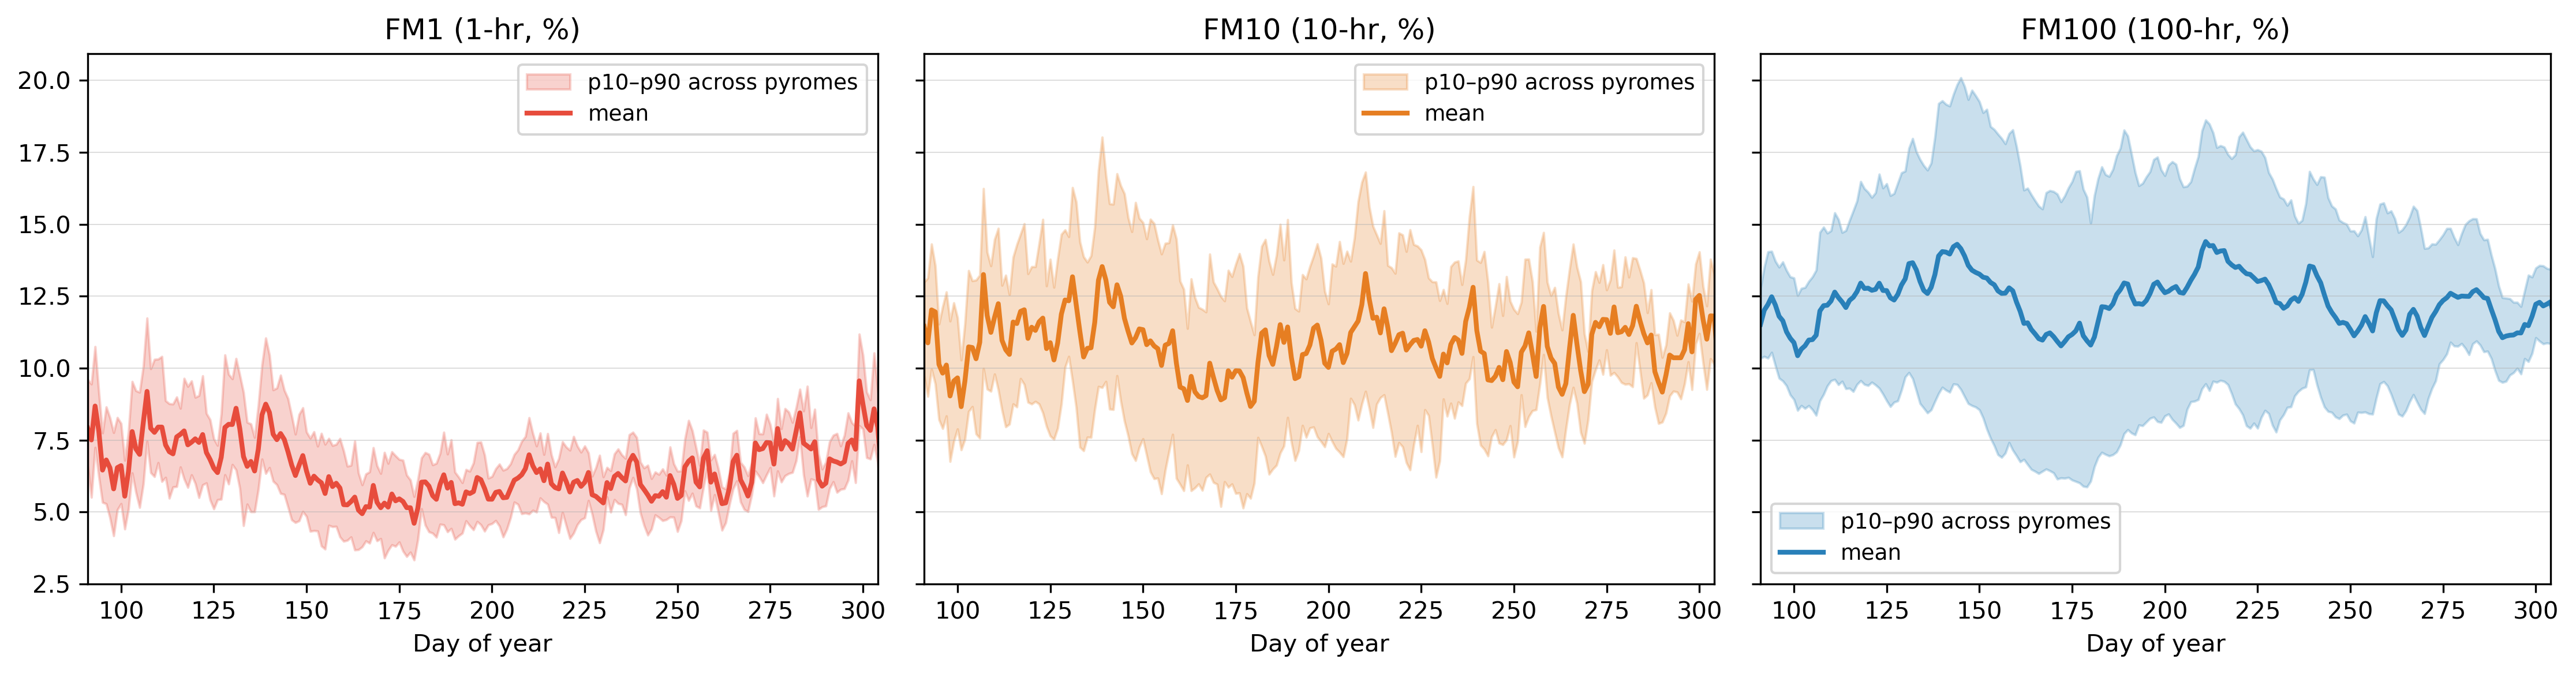 FM1 (1-hr, %)
20.0
17.5
15.0
12.5
10.0
7.5
5.0
2.5
p10–p90 across pyromes
mean
100 125 150 175 200 225 250 275 300
Day of year
FM10 (10-hr, %)
p10–p90 across pyromes
mean
100 125 150 175 200 225 250 275 300
Day of year
FM100 (100-hr, %)
p10–p90 across pyromes
mean
100 125 150 175 200 225 250 275 300
Day of year